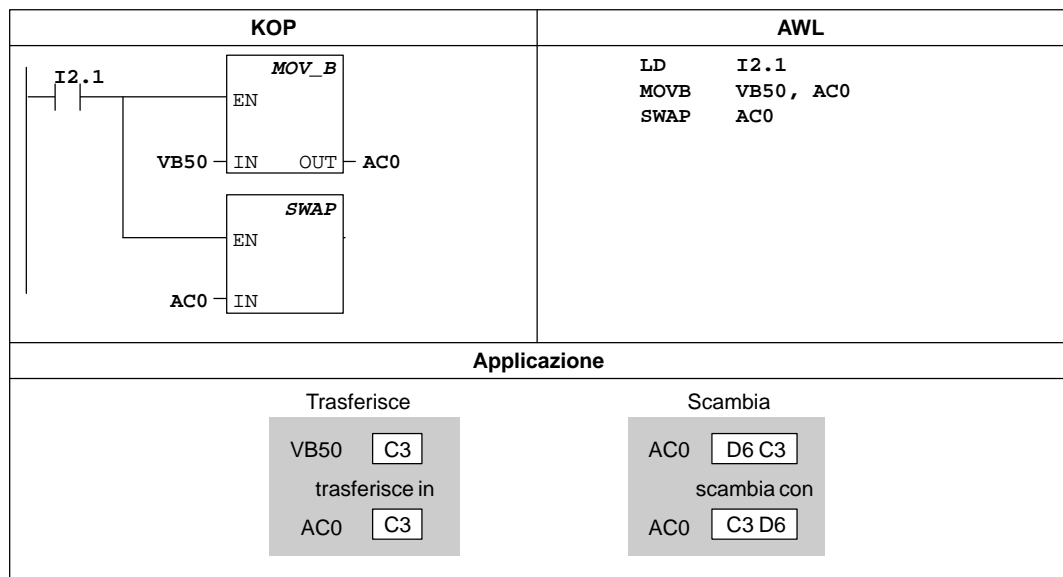 KOP
AWL
I2.1
MOV_B
EN
VB50
IN
OUT
AC0
SWAP
EN
AC0
IN
LD I2.1
MOVB VB50, AC0
SWAP AC0
Applicazione
Trasferisce
VB50 C3
trasferisce in
AC0 C3
Scambia
AC0 D6 C3
scambia con
AC0 C3 D6